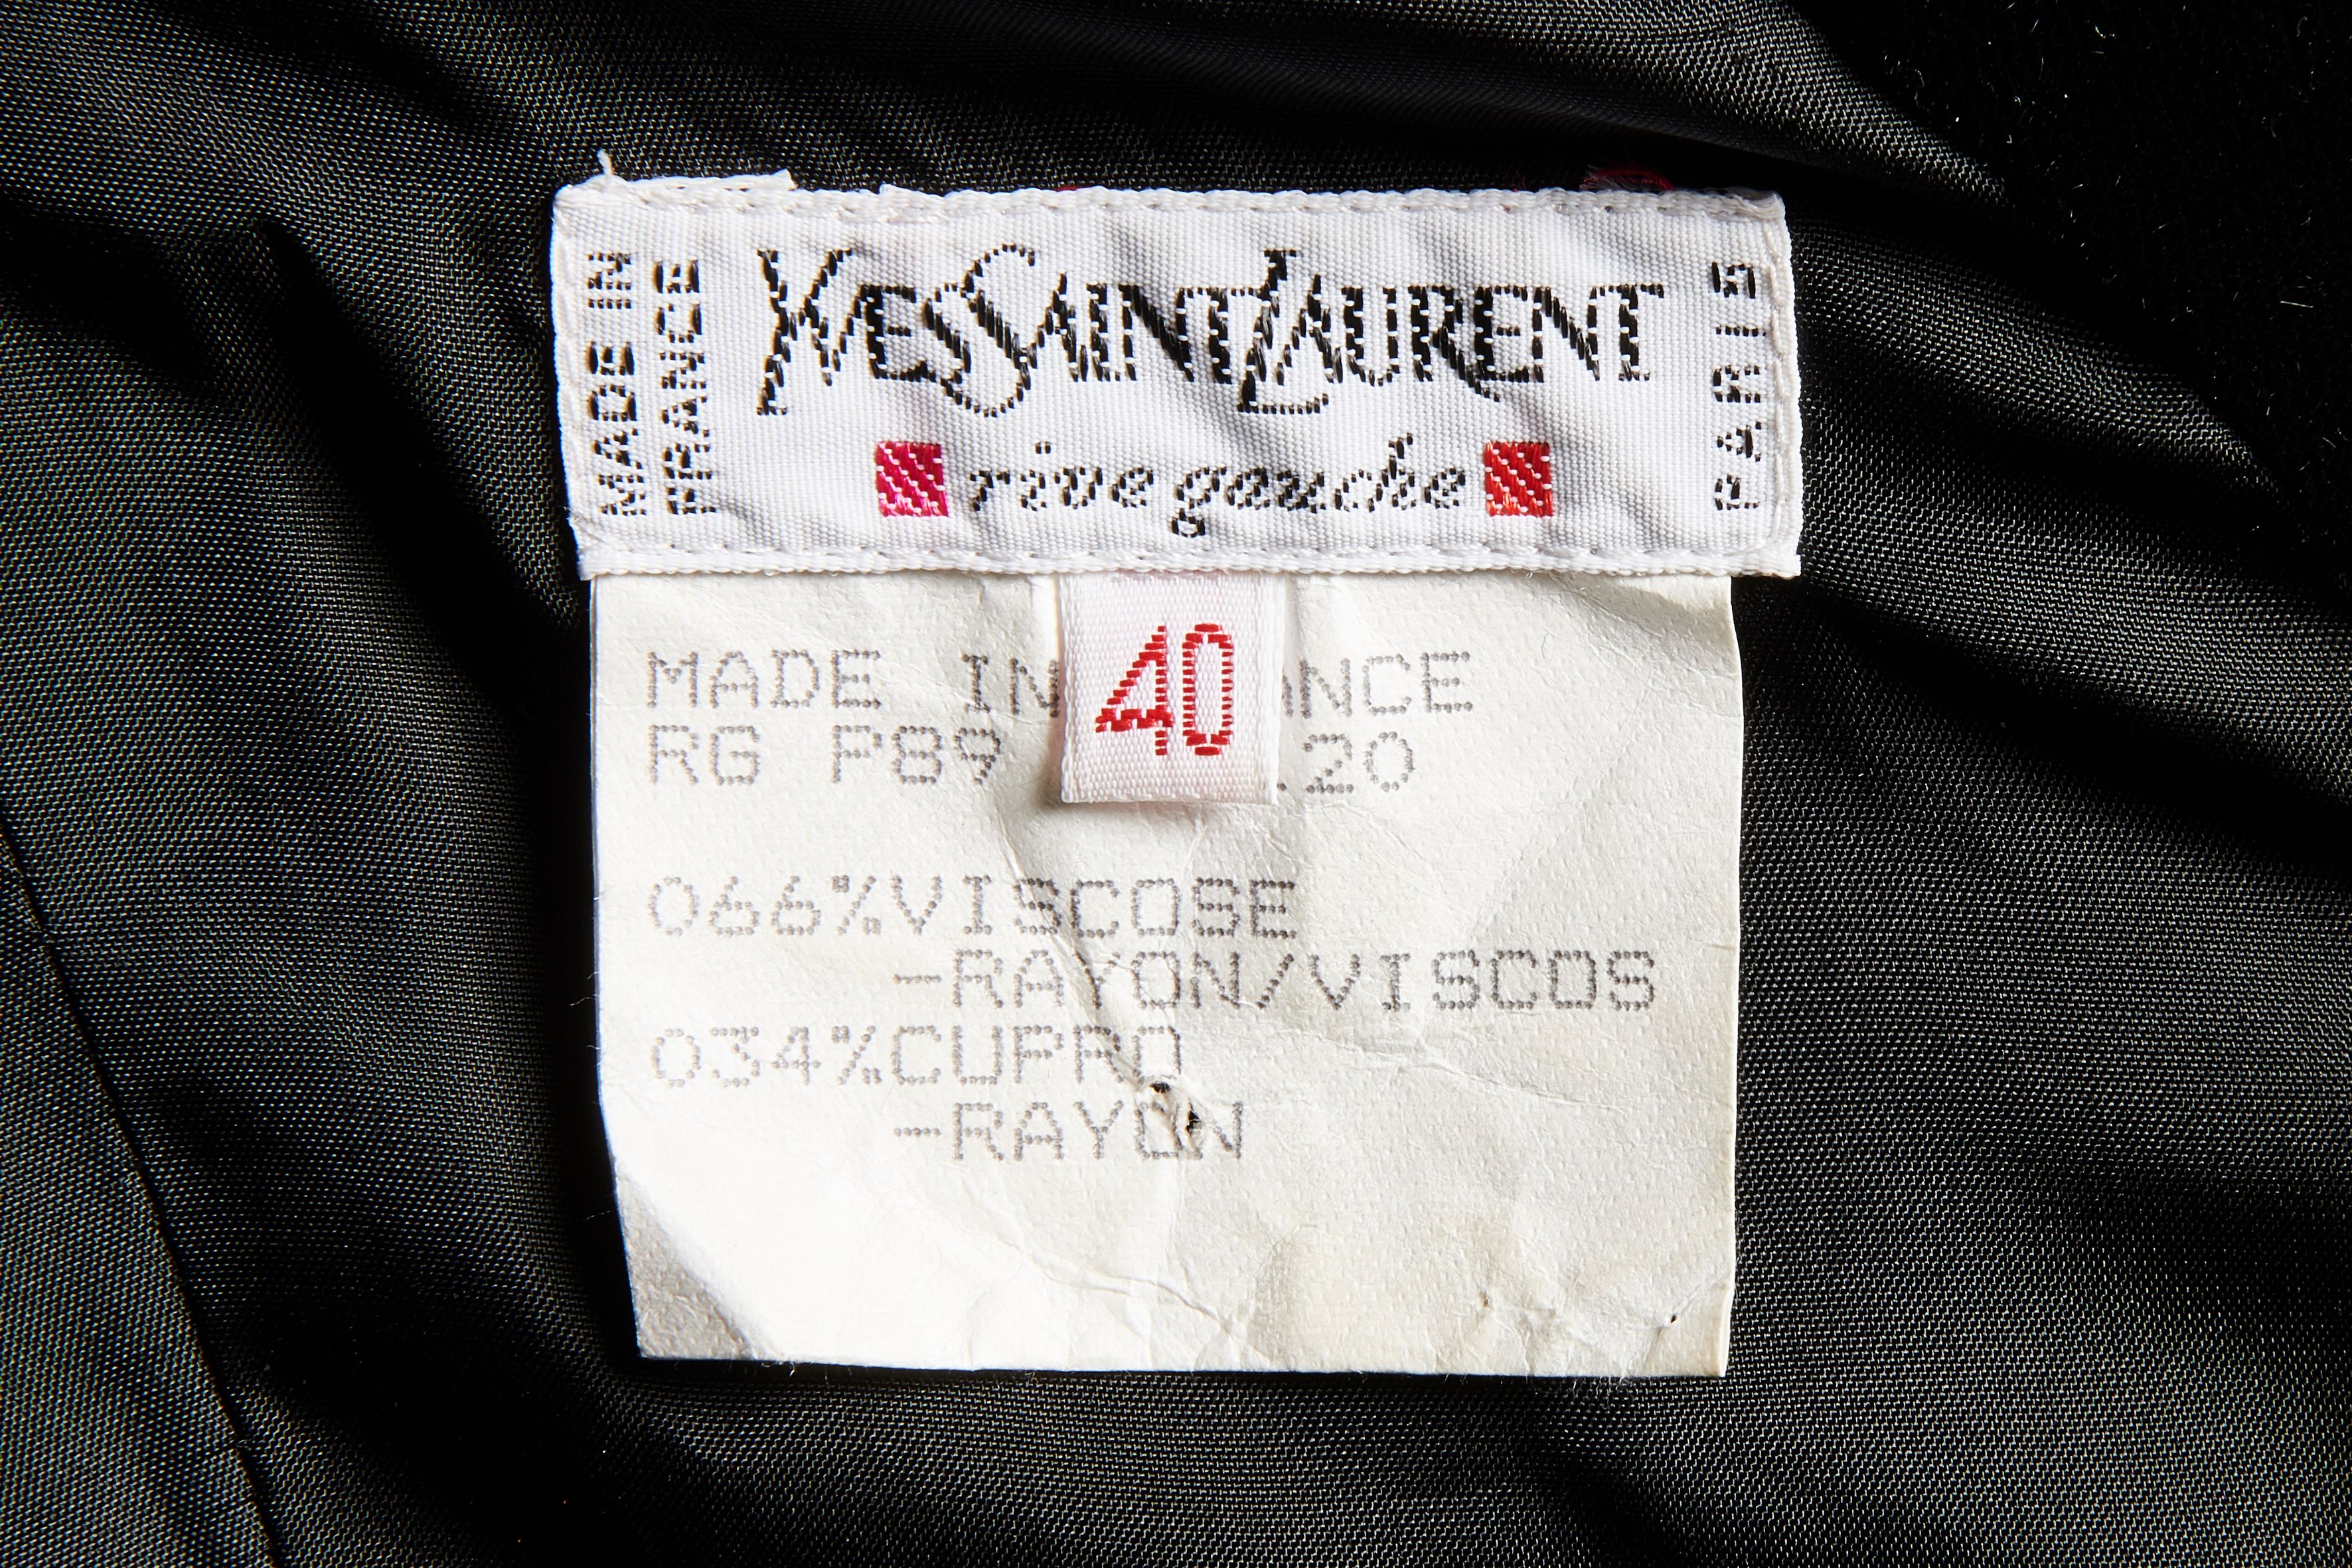 MADE IN
FRANCE
YVESSAINTLAURENT
rive gauche
PARIS
40
MADE IN ANCE
RG P89 20
066%VISCOSE
-RAYON/VISCOS
034%CUPRO
-RAYON